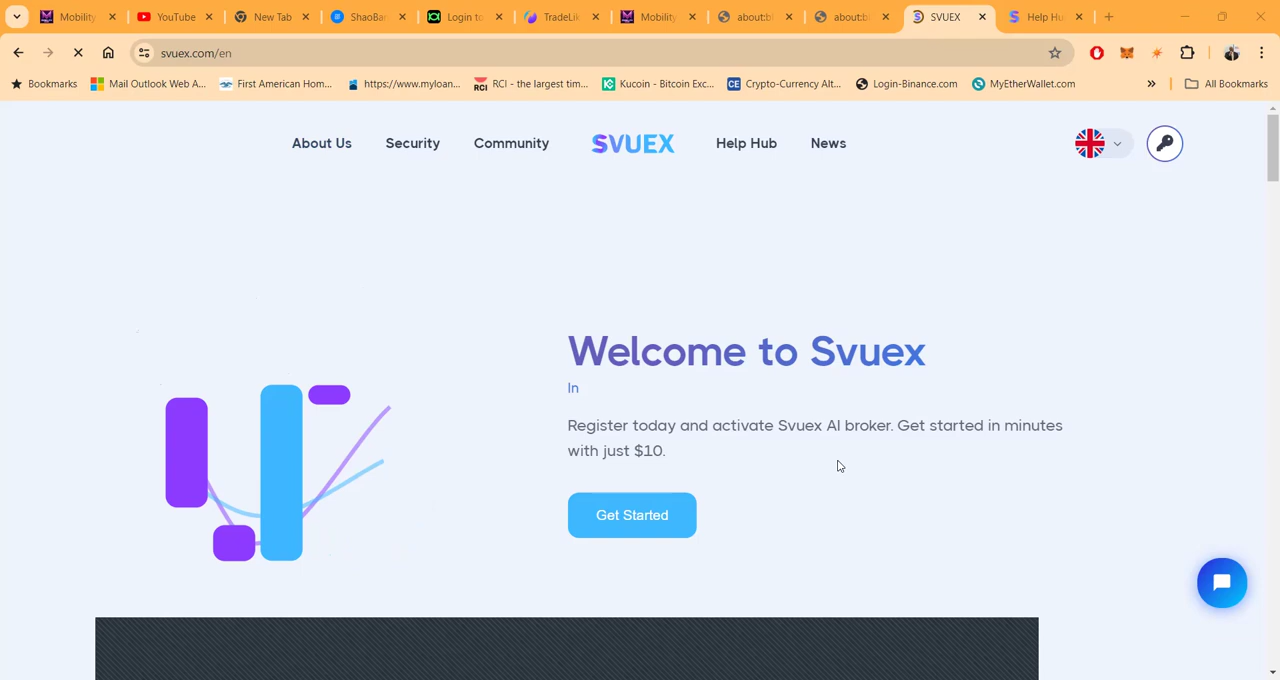 Mobility
YouTube
New Tab
ShaoBa
Login to
TradeLik
Mobility
about:b
about:b
SVUEX
Help Hu
svuex.com/en
Bookmarks
Mail Outlook Web A...
First American Hom...
https://www.myloan...
RCI - the largest tim...
Kucoin - Bitcoin Exc...
Crypto-Currency Alt...
Login-Binance.com
MyEtherWallet.com
All Bookmarks
About Us
Security
Community
SVUEX
Help Hub
News
Welcome to Svuex
In
Register today and activate Svuex AI broker. Get started in minutes
with just $10.
Get Started